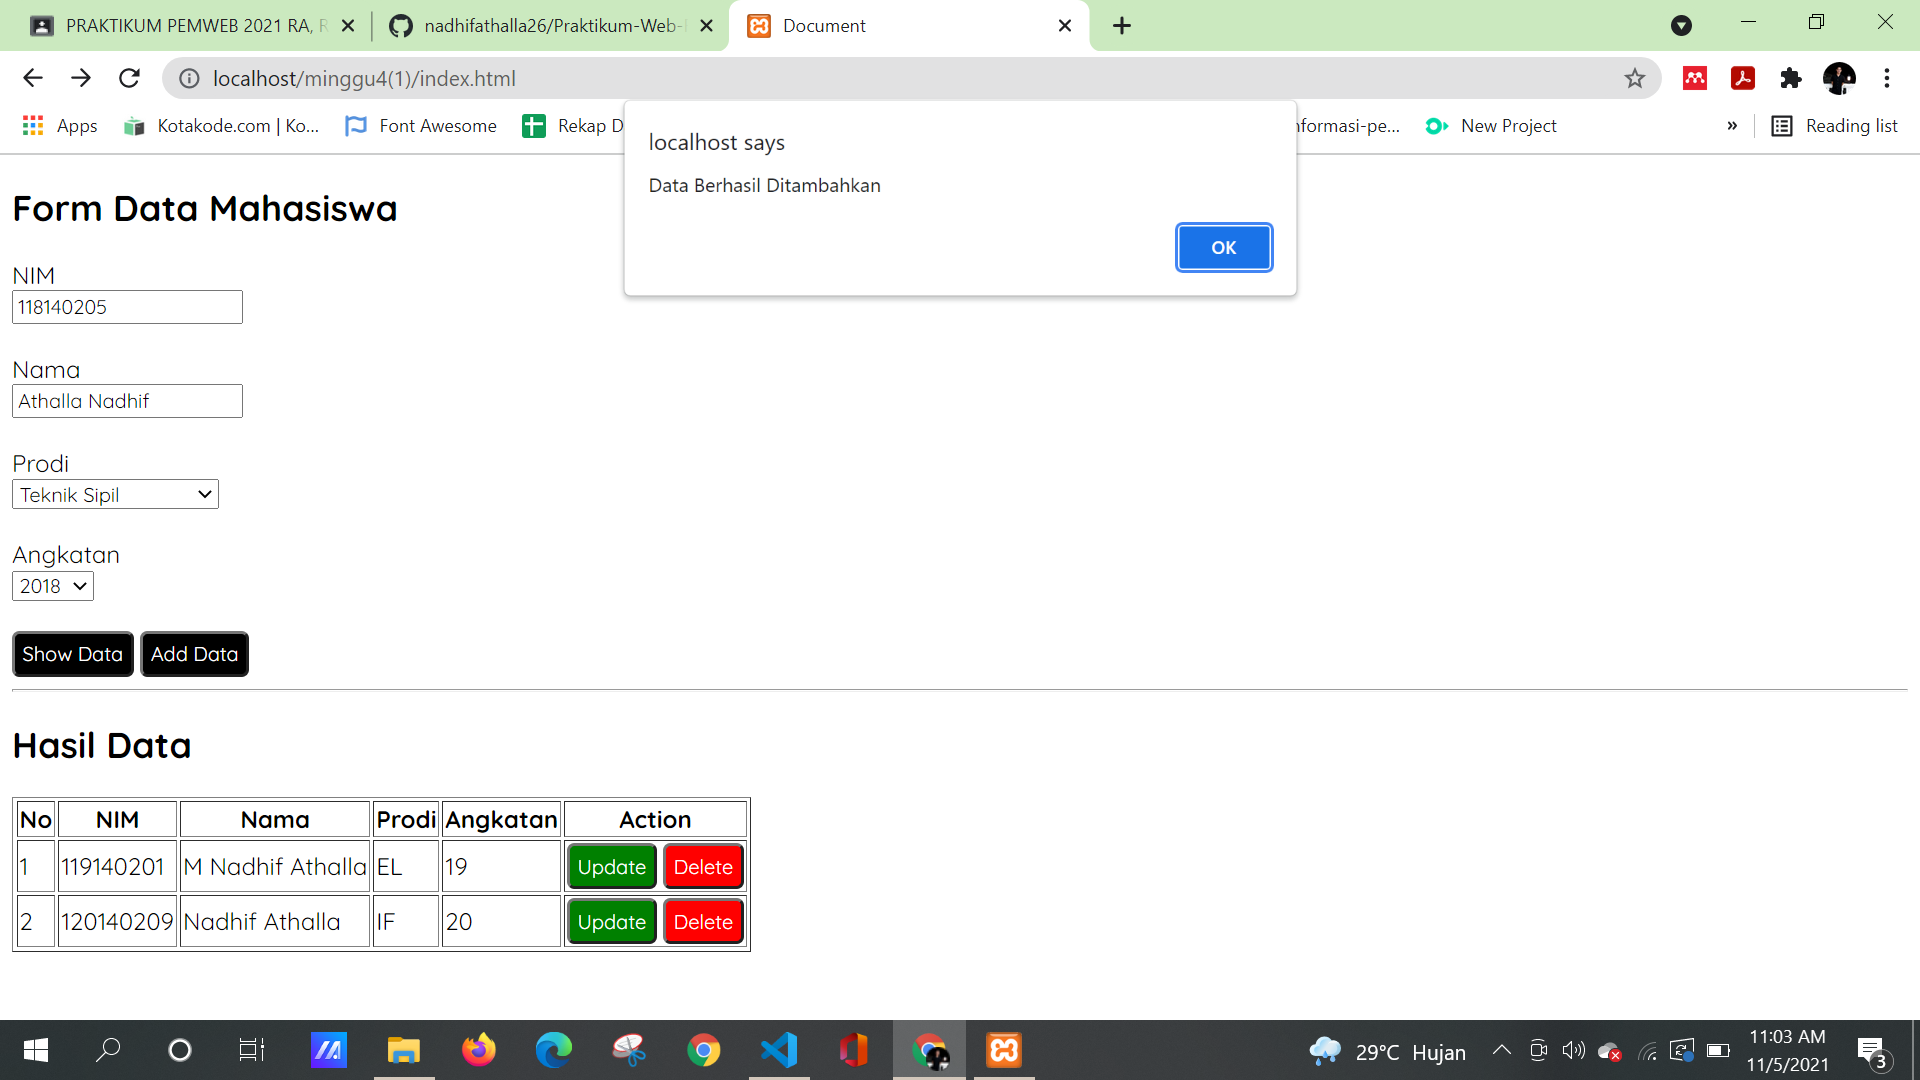 PRAKTIKUM PEMWEB 2021 RA, R
nadhifathalla26/Praktikum-Web-
Document
localhost/minggu4(1)/index.html
Apps
Kotakode.com | Ko...
Font Awesome
Rekap D
nformasi-pe...
New Project
»
Reading list
localhost says
Data Berhasil Ditambahkan
OK
Form Data Mahasiswa
NIM
118140205
Nama
Athalla Nadhif
Prodi
Teknik Sipil
Angkatan
2018
Show Data Add Data
Hasil Data
No NIM Nama Prodi Angkatan Action
1 119140201 M Nadhif Athalla EL 19 Update Delete
2 120140209 Nadhif Athalla IF 20 Update Delete
29°C Hujan
11:03 AM
11/5/2021
3